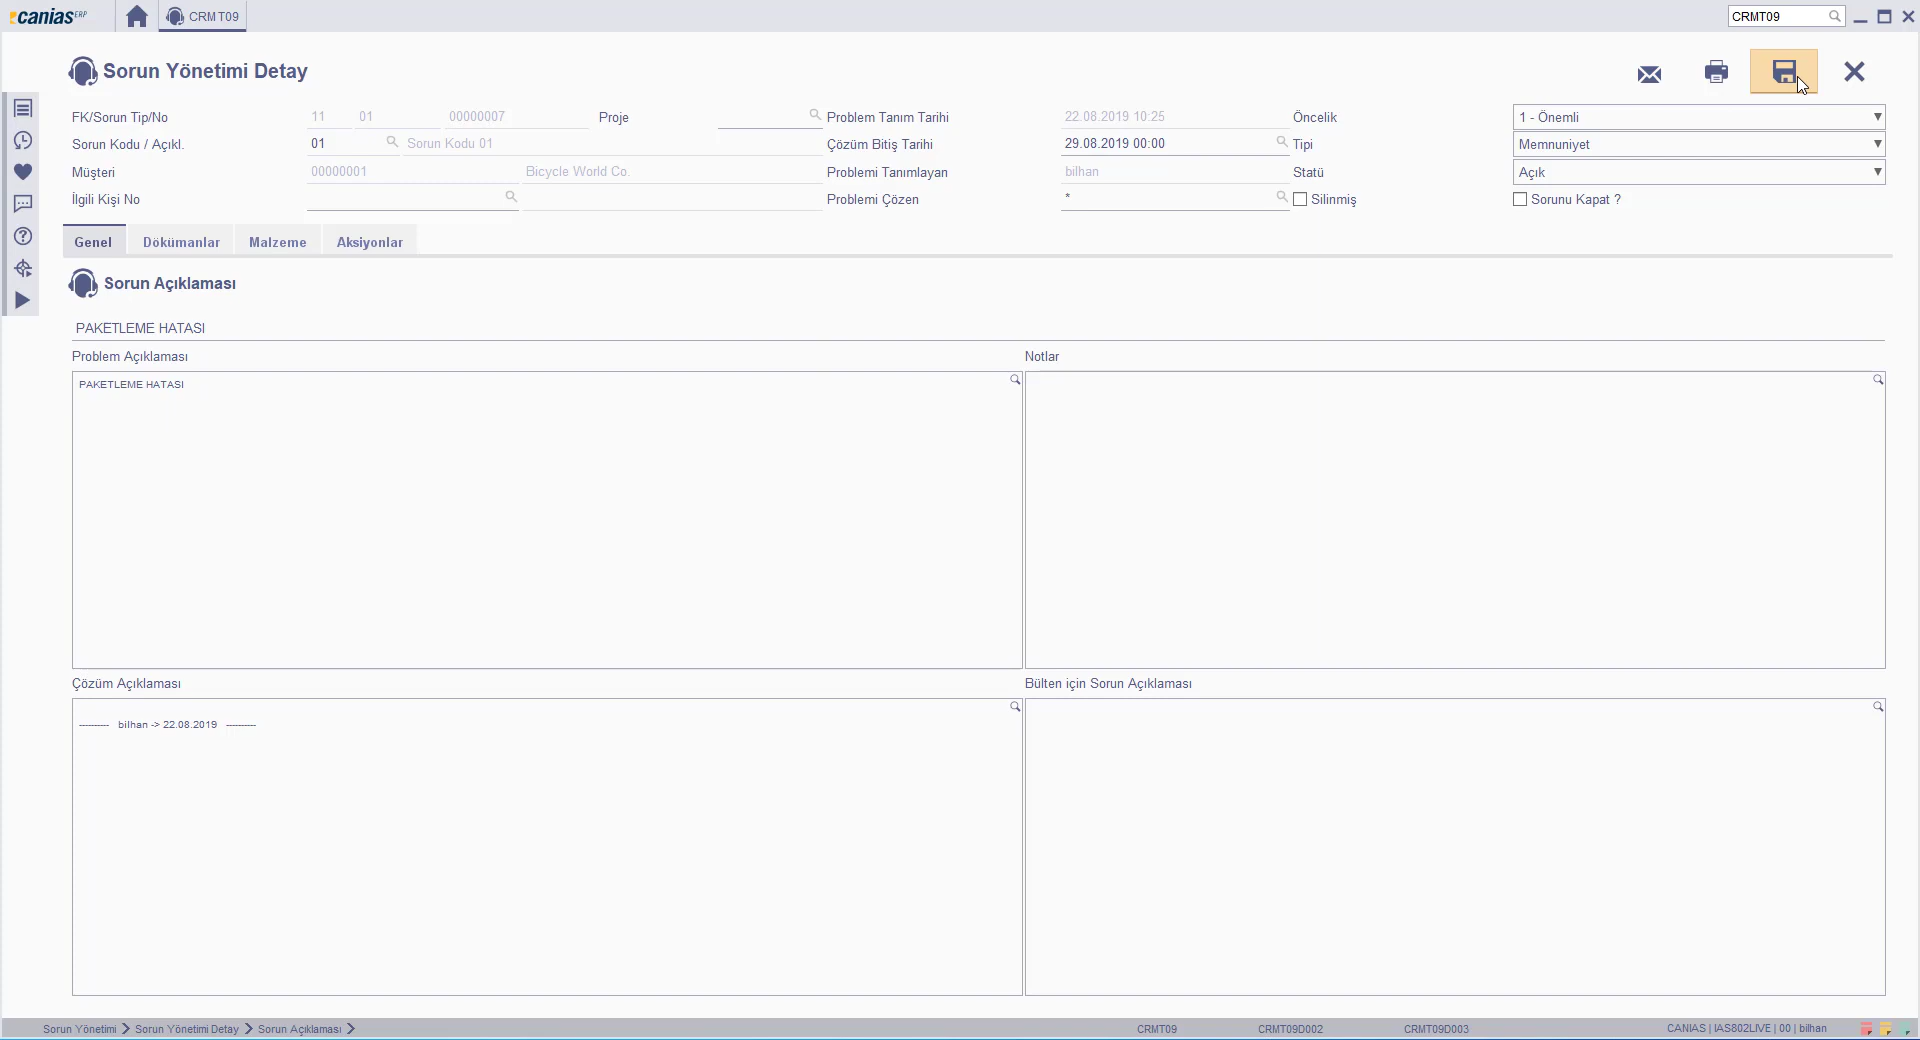 caniasERP CRMT09 CRMT09
Sorun Yönetimi Detay
FK/Sorun Tip/No 11 01 00000007 Proje Problem Tanım Tarihi 22.08.2019 10:25 Öncelik 1 - Önemli
Sorun Kodu / Açıkl. 01 Sorun Kodu 01 Çözüm Bitiş Tarihi 29.08.2019 00:00 Tipi Memnuniyet
Müşteri 00000001 Bicycle World Co. Problemi Tanımlayan bilhan Statü Açık
İlgili Kişi No Problemi Çözen * Silinmiş Sorunu Kapat ?
Genel Dökümanlar Malzeme Aksiyonlar
Sorun Açıklaması
PAKETLEME HATASI
Problem Açıklaması Notlar
PAKETLEME HATASI
Çözüm Açıklaması Bülten için Sorun Açıklaması
---------- bilhan -> 22.08.2019 ----------
Sorun Yönetimi Sorun Yönetimi Detay Sorun Açıklaması CRMT09 CRMT09D002 CRMT09D003 CANIAS | IAS802LIVE | 00 | bilhan